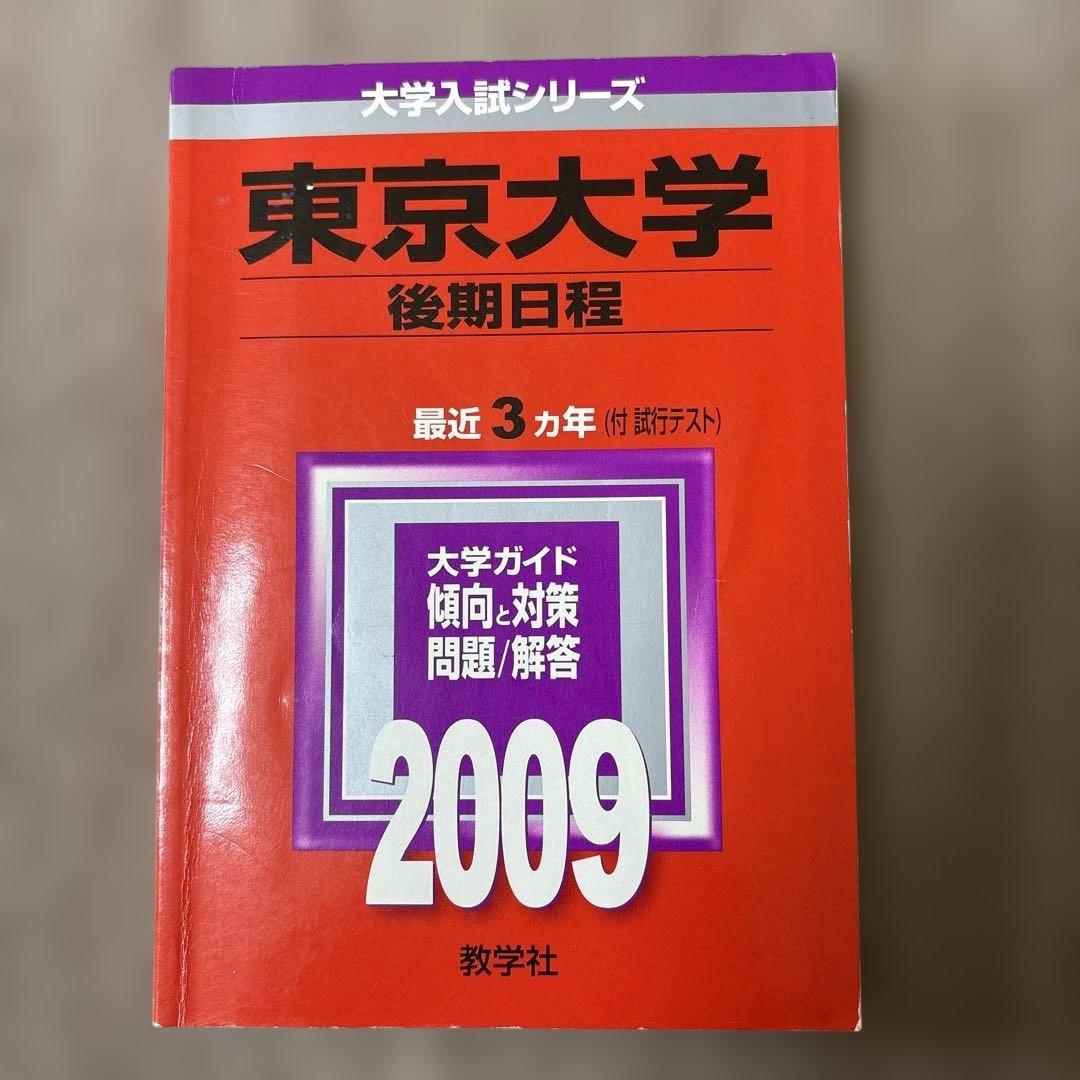 大学入試シリーズ
東京大学
後期日程
最近3ヵ年(付 試行テスト)
大学ガイド
傾向と対策
問題/解答
2009
教学社